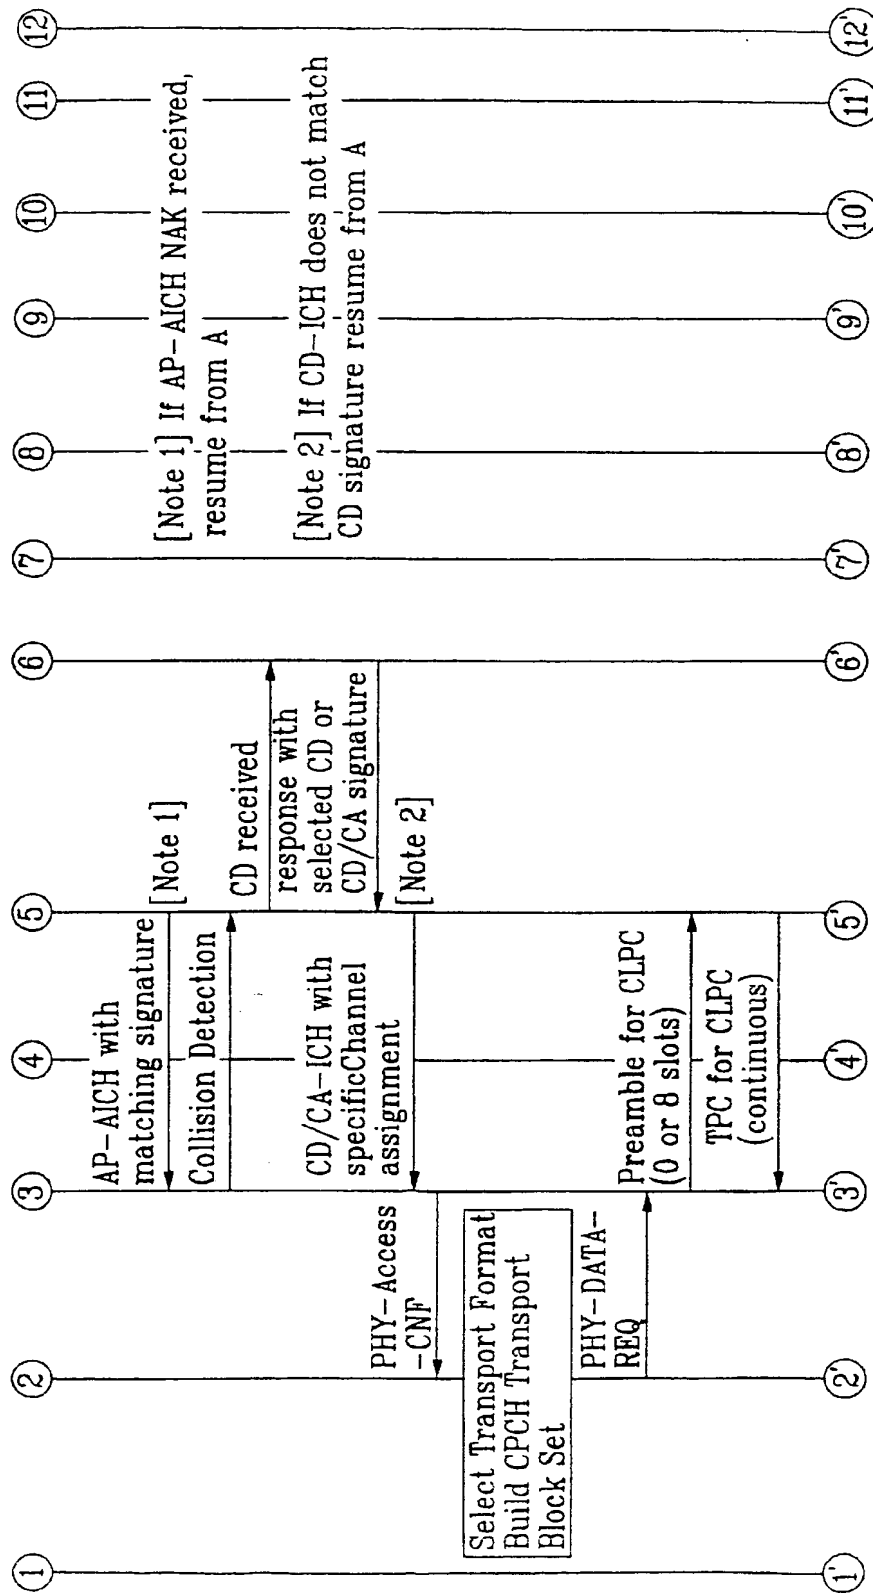 1
2
3
4
5
6
7
8
9
10
11
12
AP-AICH with
matching signature
[Note 1]
[Note 1] If AP-AICH NAK received,
resume from A
Collision Detection
CD received
response with
selected CD or
CD/CA signature
[Note 2] If CD-ICH does not match
CD signature resume from A
CD/CA-ICH with
specificChannel
assignment
[Note 2]
PHY-Access
-CNF
Select Transport Format
Build CPCH Transport
Block Set
PHY-DATA-
REQ
Preamble for CLPC
(0 or 8 slots)
TPC for CLPC
(continuous)
1'
2'
3'
4'
5'
6'
7'
8'
9'
10'
11'
12'